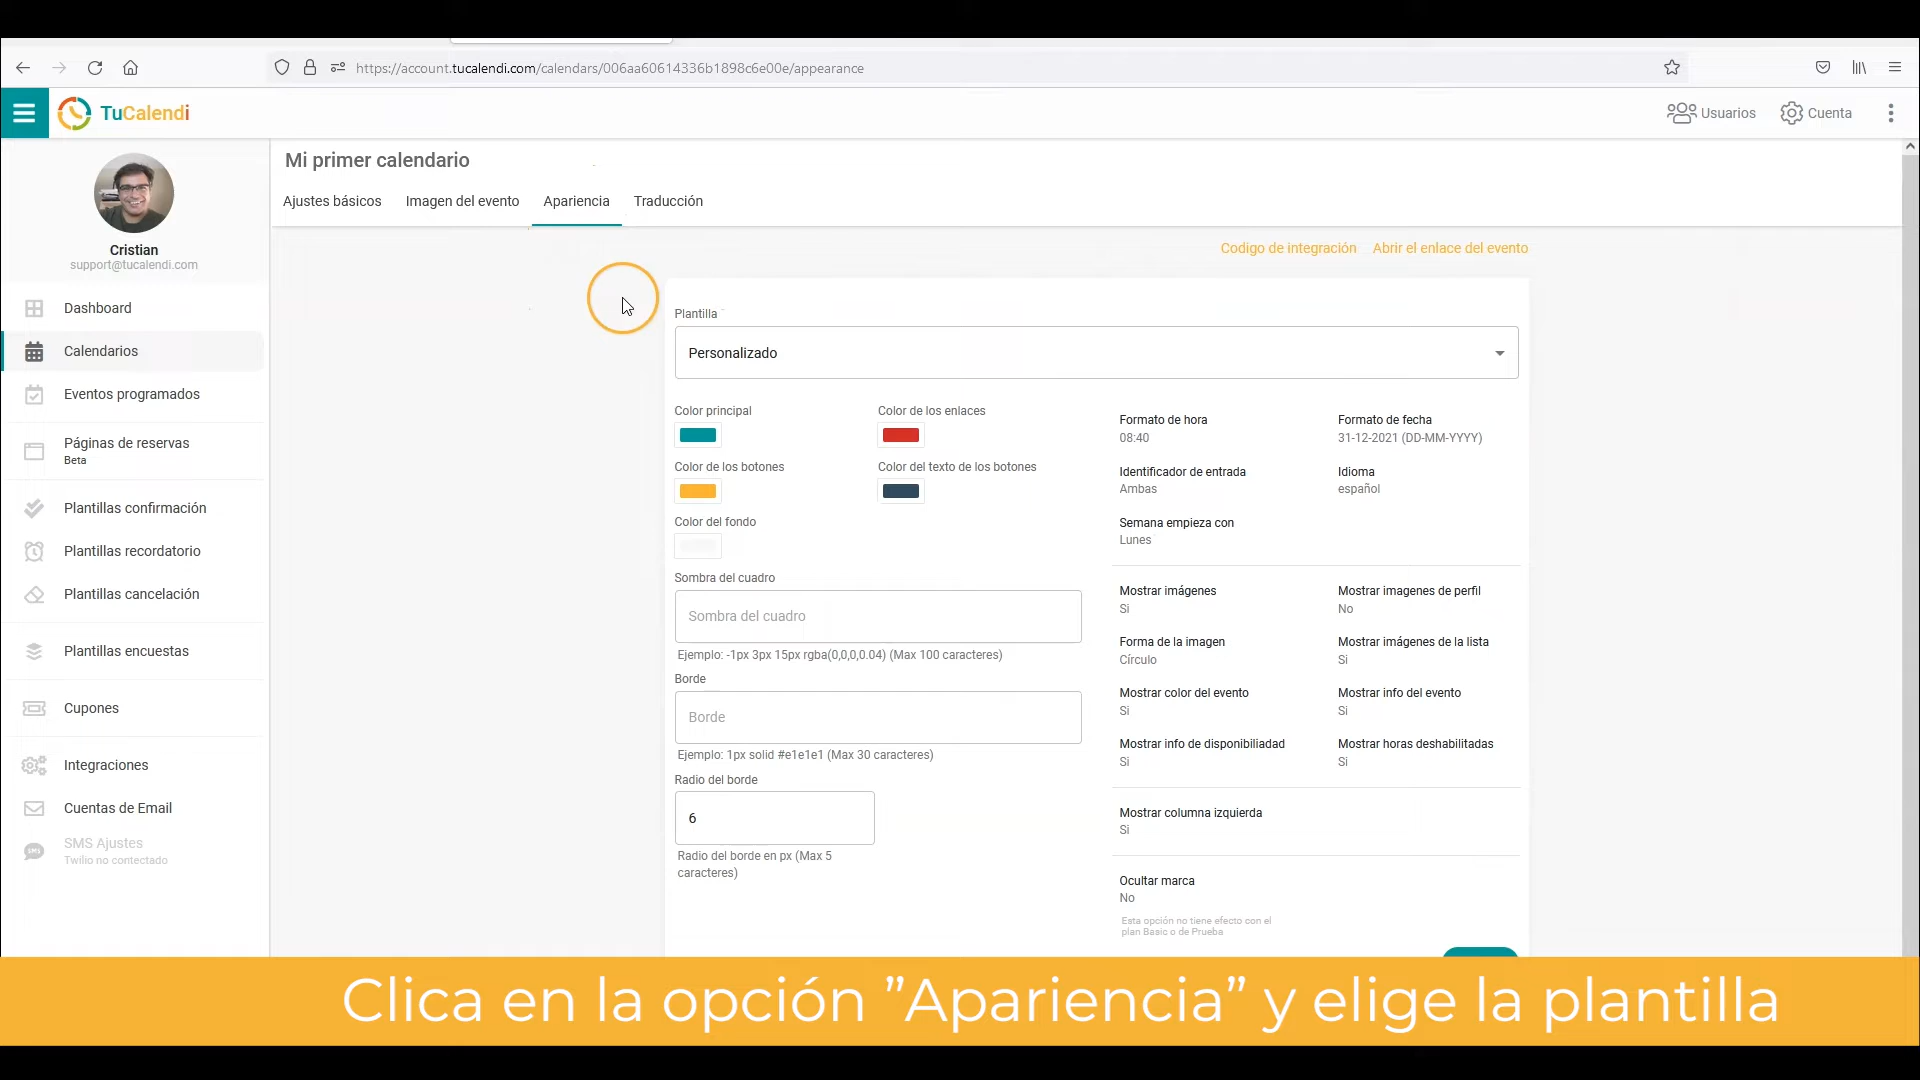 https://account.tucalendi.com/calendars/006aa60614336b1898c6e00e/appearance
TuCalendi
Usuarios
Cuenta
Cristian
support@tucalendi.com
Dashboard
Calendarios
Eventos programados
Páginas de reservas
Beta
Plantillas confirmación
Plantillas recordatorio
Plantillas cancelación
Plantillas encuestas
Cupones
Integraciones
Cuentas de Email
SMS
SMS Ajustes
Twilio no contectado
Mi primer calendario
Ajustes básicos
Imagen del evento
Apariencia
Traducción
Codigo de integración
Abrir el enlace del evento
Plantilla
Personalizado
Color principal
Color de los enlaces
Color de los botones
Color del texto de los botones
Color del fondo
Sombra del cuadro
Sombra del cuadro
Ejemplo: -1px 3px 15px rgba(0,0,0,0.04) (Max 100 caracteres)
Borde
Borde
Ejemplo: 1px solid #e1e1e1 (Max 30 caracteres)
Radio del borde
6
Radio del borde en px (Max 5
caracteres)
Formato de hora
08:40
Formato de fecha
31-12-2021 (DD-MM-YYYY)
Identificador de entrada
Ambas
Idioma
español
Semana empieza con
Lunes
Mostrar imágenes
Si
Mostrar imagenes de perfil
No
Forma de la imagen
Círculo
Mostrar imágenes de la lista
Si
Mostrar color del evento
Si
Mostrar info del evento
Si
Mostrar info de disponibiliadad
Si
Mostrar horas deshabilitadas
Si
Mostrar columna izquierda
Si
Ocultar marca
No
Esta opción no tiene efecto con el
plan Basic o de Prueba
Clica en la opción ”Apariencia” y elige la plantilla